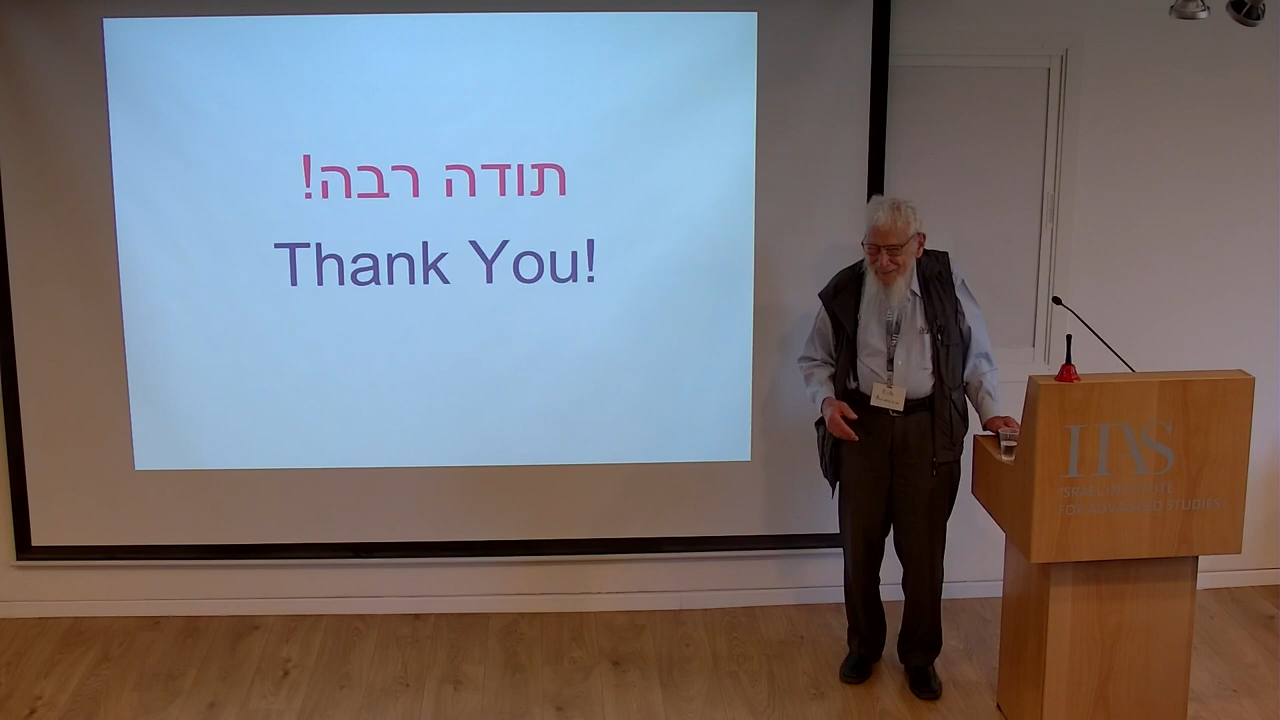 תודה רבה!
Thank You!
IIAS
ISRAEL INSTITUTE
FOR ADVANCED STUDIES